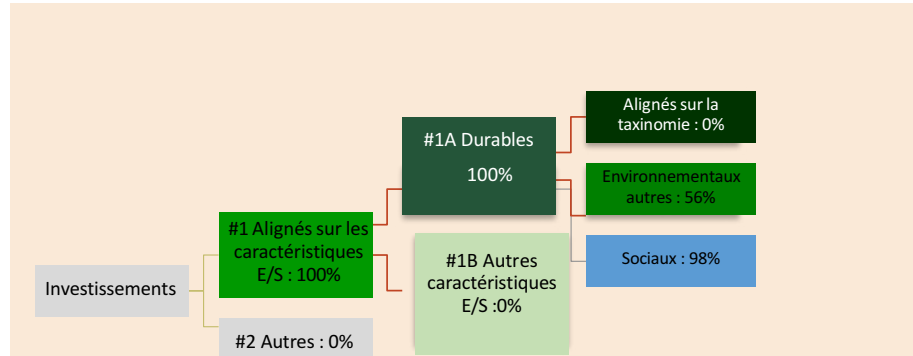 Alignés sur la
taxinomie : 0%
#1A Durables
100%
Environnementaux
autres : 56%
#1 Alignés sur les
caractéristiques
E/S : 100%
#1B Autres
caractéristiques
E/S :0%
Sociaux : 98%
Investissements
#2 Autres : 0%